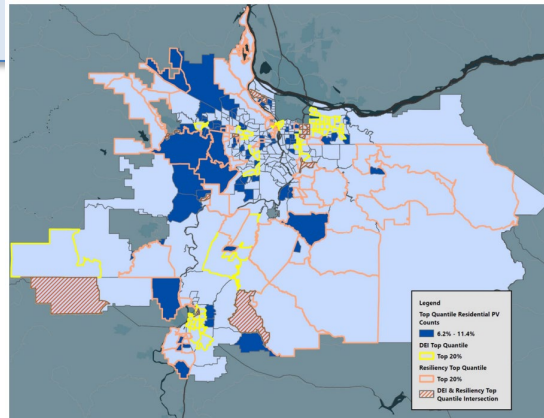 Legend
Top Quantile Residential PV
Counts
6.2% - 11.4%
DEI Top Quantile
Top 20%
Resiliency Top Quantile
Top 20%
DEI & Resiliency Top
Quantile Intersection